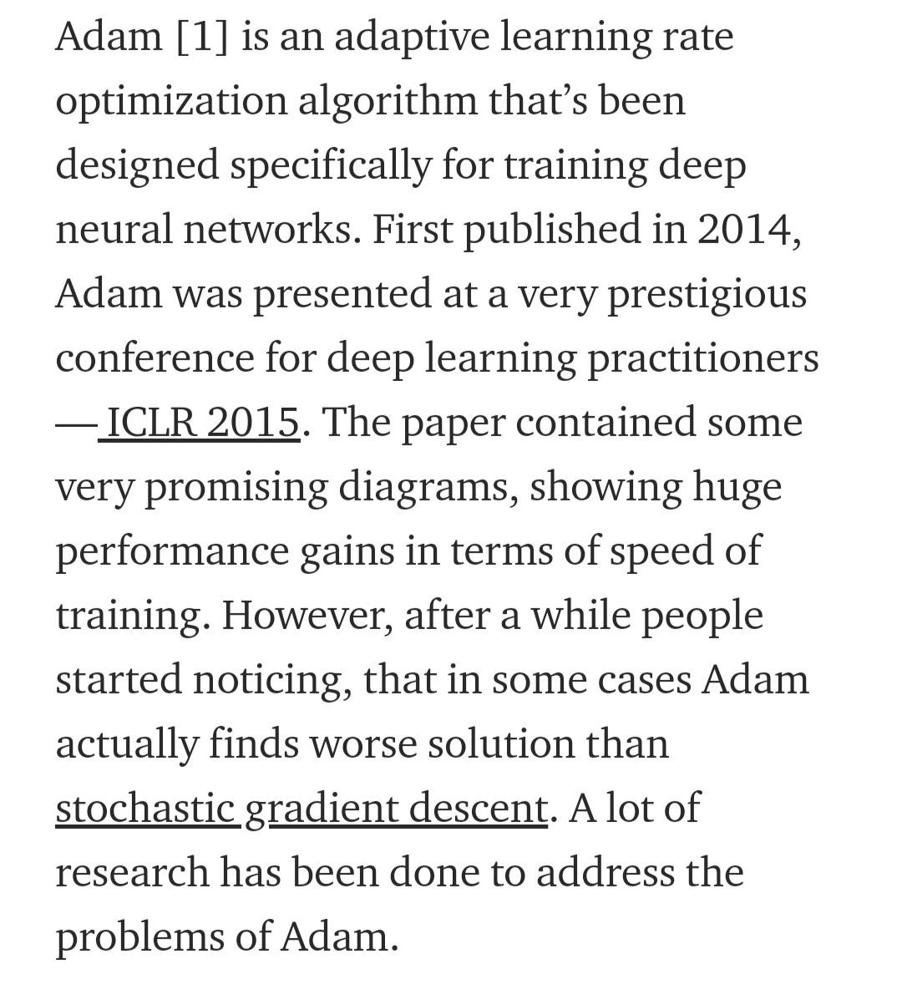 Adam [1] is an adaptive learning rate
optimization algorithm that’s been
designed specifically for training deep
neural networks. First published in 2014,
Adam was presented at a very prestigious
conference for deep learning practitioners
— ICLR 2015. The paper contained some
very promising diagrams, showing huge
performance gains in terms of speed of
training. However, after a while people
started noticing, that in some cases Adam
actually finds worse solution than
stochastic gradient descent. A lot of
research has been done to address the
problems of Adam.